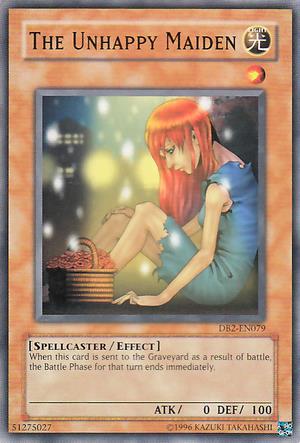 THE UNHAPPY MAIDEN
LIGHT
光
DB2-EN079
[SPELLCASTER / EFFECT]
When this card is sent to the Graveyard as a result of battle,
the Battle Phase for that turn ends immediately.
ATK/ 0 DEF/ 100
51275027
©1996 KAZUKI TAKAHASHI